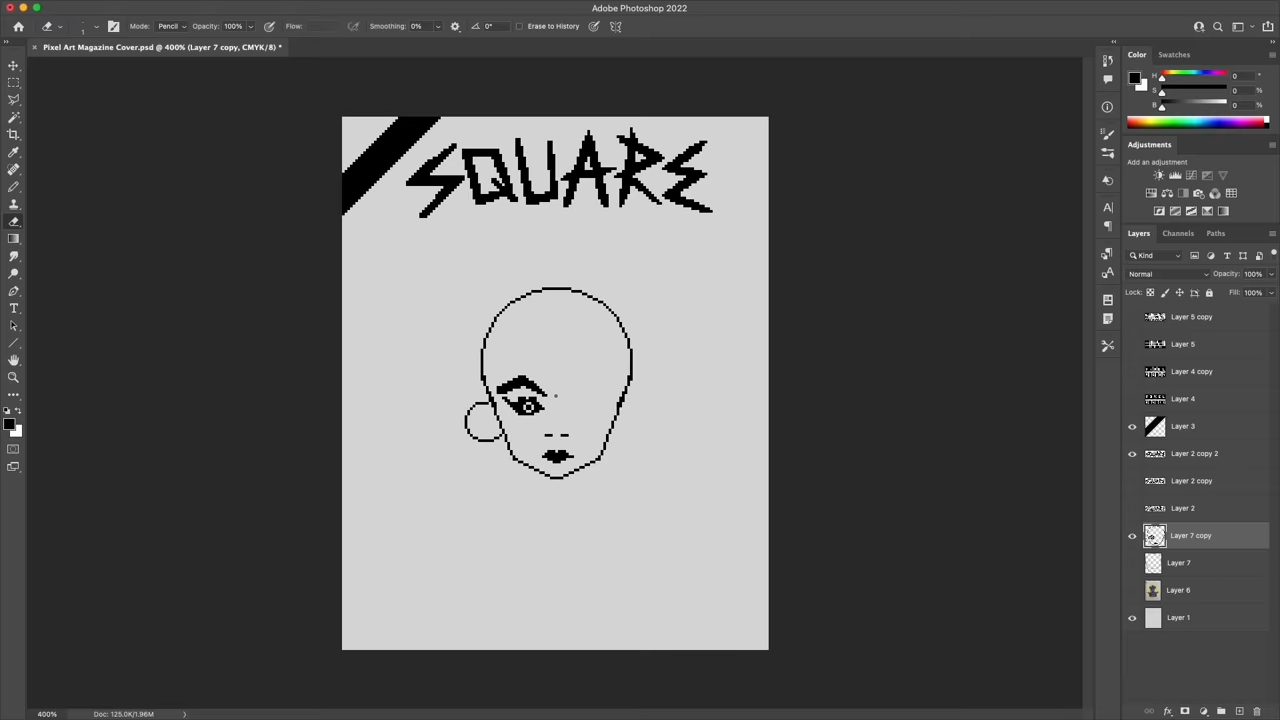 Adobe Photoshop 2022
1 Mode: Pencil Opacity: 100% Flow: Smoothing: 0% 0° Erase to History
Pixel Art Magazine Cover.psd @ 400% (Layer 7 copy, CMYK/8) *
SQUARE
Color Swatches
H 0 °
S 0 %
B 0 %
Adjustments
Add an adjustment
Layers Channels Paths
Kind
Normal Opacity: 100%
Lock: Fill: 100%
Layer 5 copy
Layer 5
Layer 4 copy
Layer 4
Layer 3
Layer 2 copy 2
Layer 2 copy
Layer 2
Layer 7 copy
Layer 7
Layer 6
Layer 1
400% Doc: 125.0K/1.96M